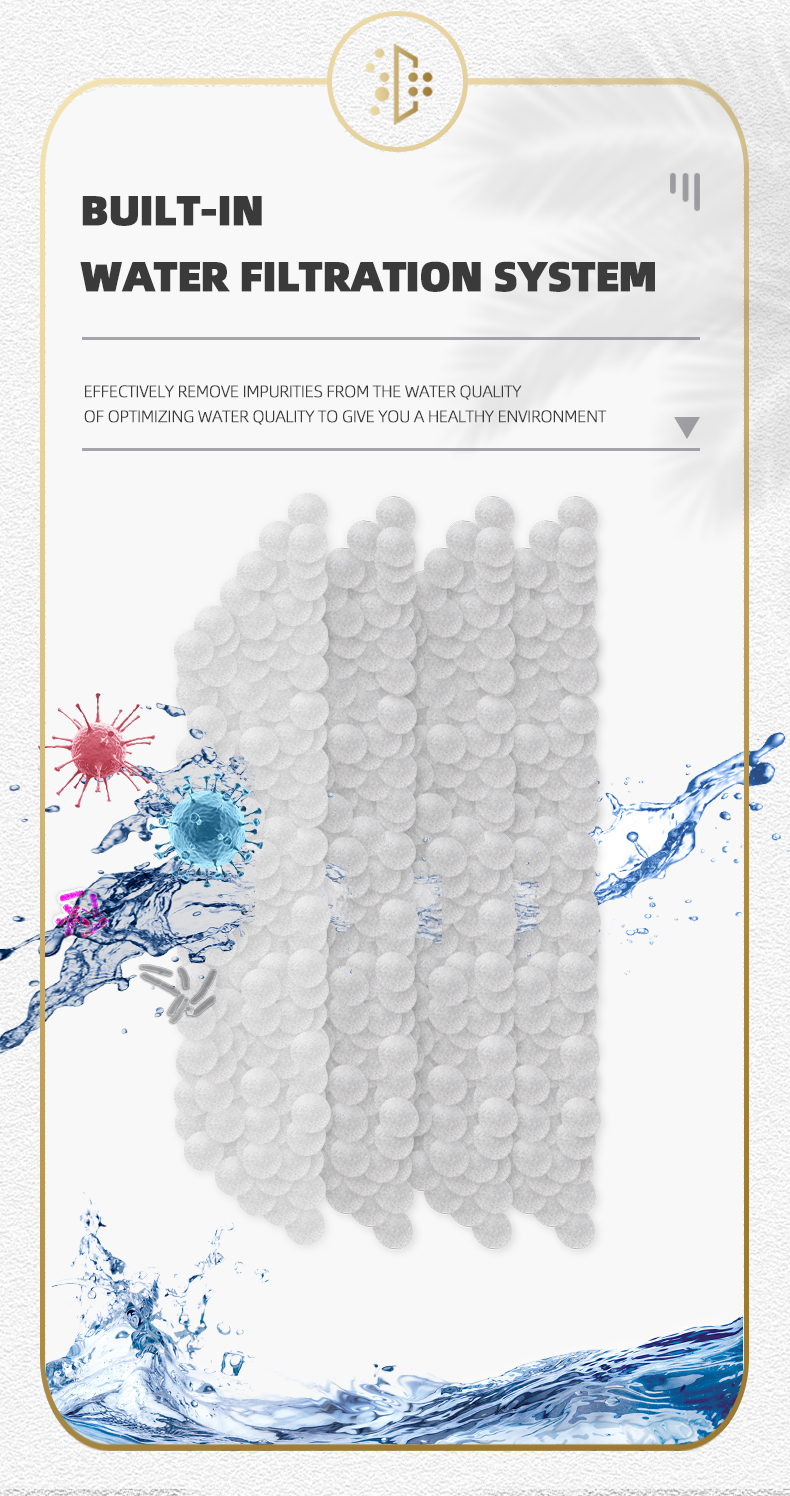 BUILT-IN
WATER FILTRATION SYSTEM
EFFECTIVELY REMOVE IMPURITIES FROM THE WATER QUALITY
OF OPTIMIZING WATER QUALITY TO GIVE YOU A HEALTHY ENVIRONMENT